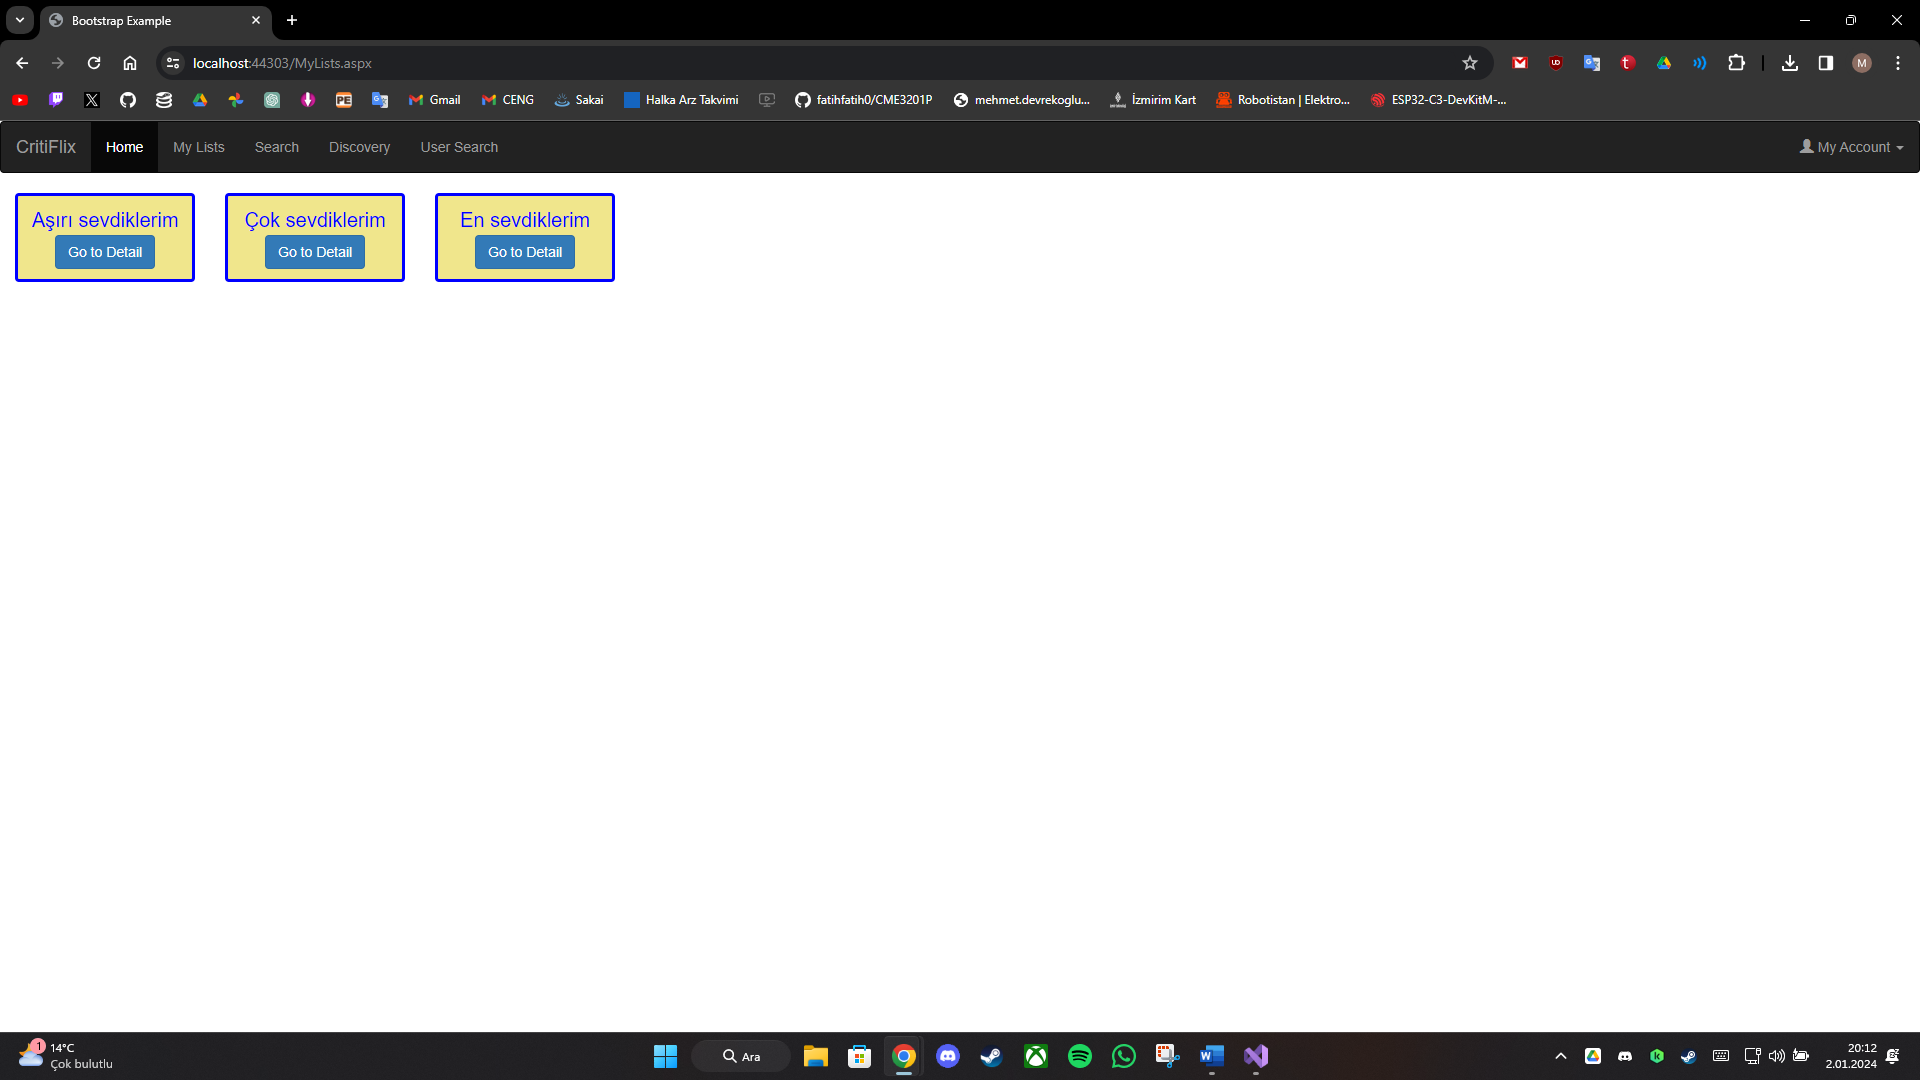 Bootstrap Example
localhost:44303/MyLists.aspx
M
PE
Gmail
CENG
Sakai
Halka Arz Takvimi
fatihfatih0/CME3201P
mehmet.devrekoglu...
İzmirim Kart
Robotistan | Elektro...
ESP32-C3-DevKitM-...
CritiFlix Home My Lists Search Discovery User Search My Account
Aşırı sevdiklerim Çok sevdiklerim En sevdiklerim
Go to Detail Go to Detail Go to Detail
1
14°C
Çok bulutlu
Ara
20:12
2.01.2024